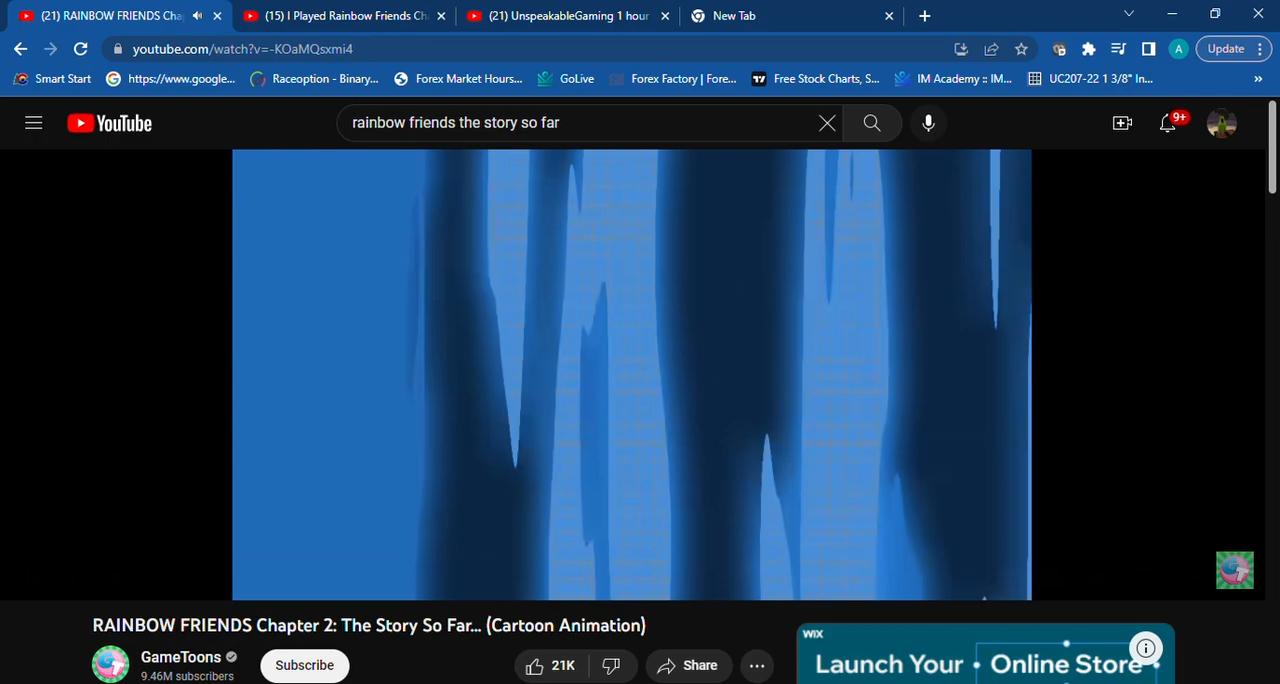 (21) RAINBOW FRIENDS Cha
(15) I Played Rainbow Friends Ch
(21) UnspeakableGaming 1 hour
New Tab
youtube.com/watch?v=-KOaMQsxmi4
A
Update
Smart Start
https://www.google...
Raceoption - Binary...
Forex Market Hours...
GoLive
Forex Factory | Fore...
Free Stock Charts, S...
IM Academy :: IM...
UC207-22 1 3/8" In...
»
YouTube
rainbow friends the story so far
9+
RAINBOW FRIENDS Chapter 2: The Story So Far... (Cartoon Animation)
GameToons
9.46M subscribers
Subscribe
21K
Share
WIX
Launch Your Online Store